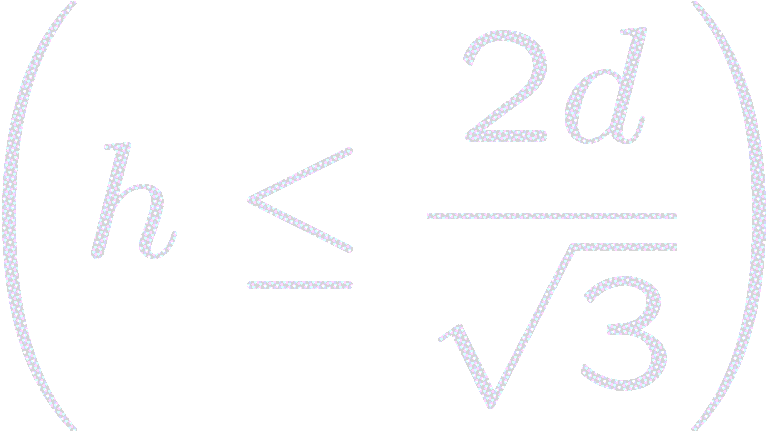 (h ≤ 2d/√3)